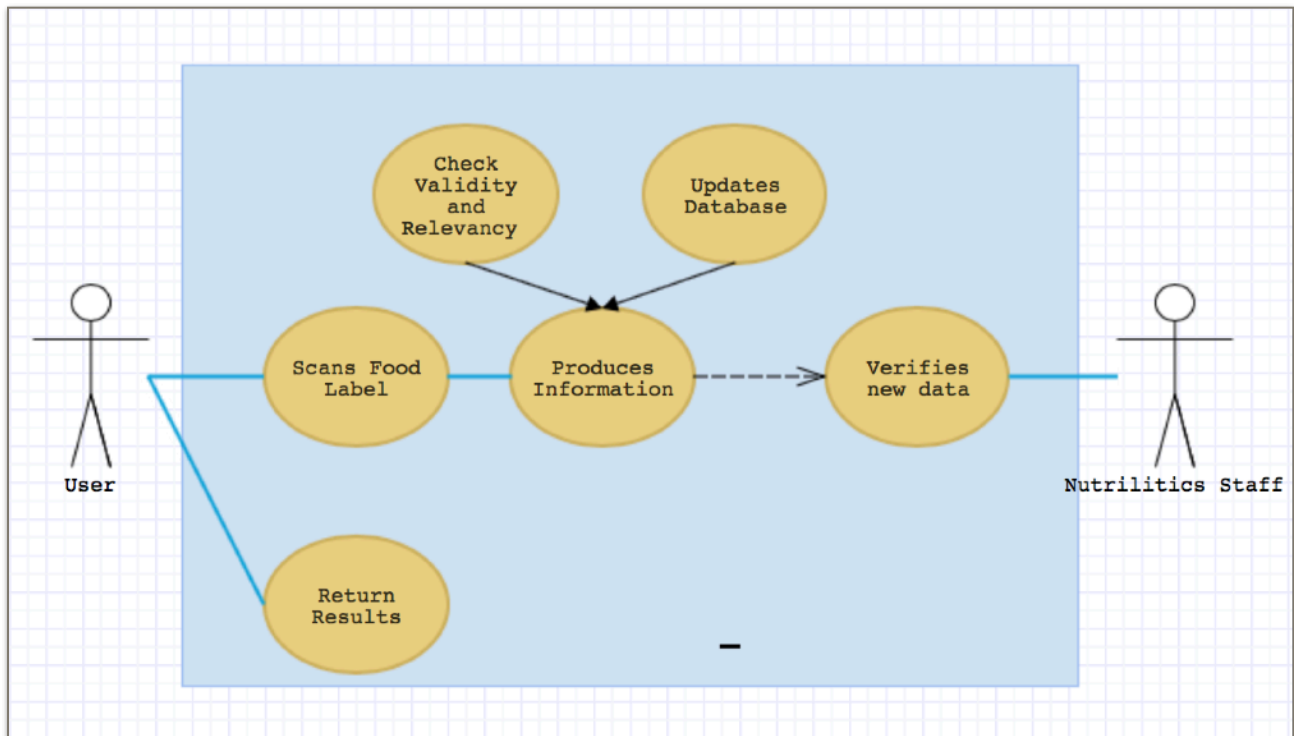 Check
Validity
and
Relevancy
Updates
Database
Scans Food
Label
Produces
Information
Verifies
new data
User
Nutrilitics Staff
Return
Results